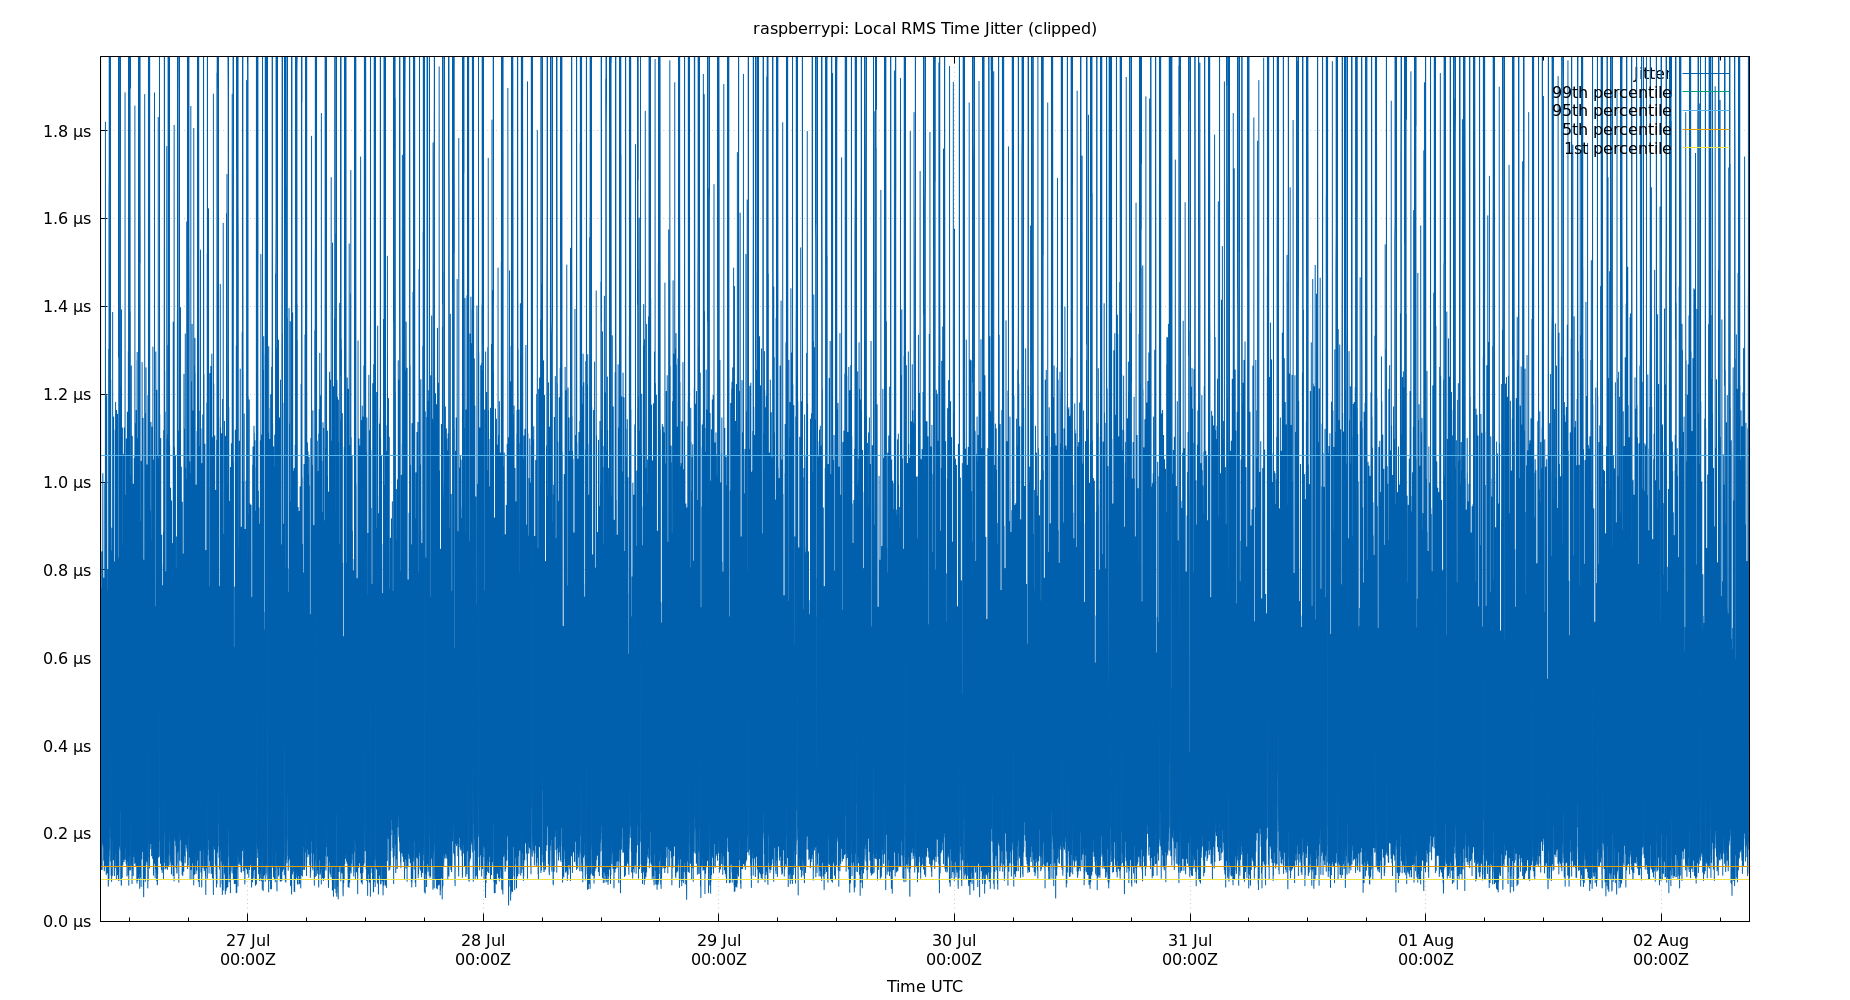 raspberrypi: Local RMS Time Jitter (clipped)
Jitter
99th percentile
95th percentile
5th percentile
1st percentile
1.8 µs
1.6 µs
1.4 µs
1.2 µs
1.0 µs
0.8 µs
0.6 µs
0.4 µs
0.2 µs
0.0 µs
27 Jul 28 Jul 29 Jul 30 Jul 31 Jul 01 Aug 02 Aug
00:00Z 00:00Z 00:00Z 00:00Z 00:00Z 00:00Z 00:00Z
Time UTC